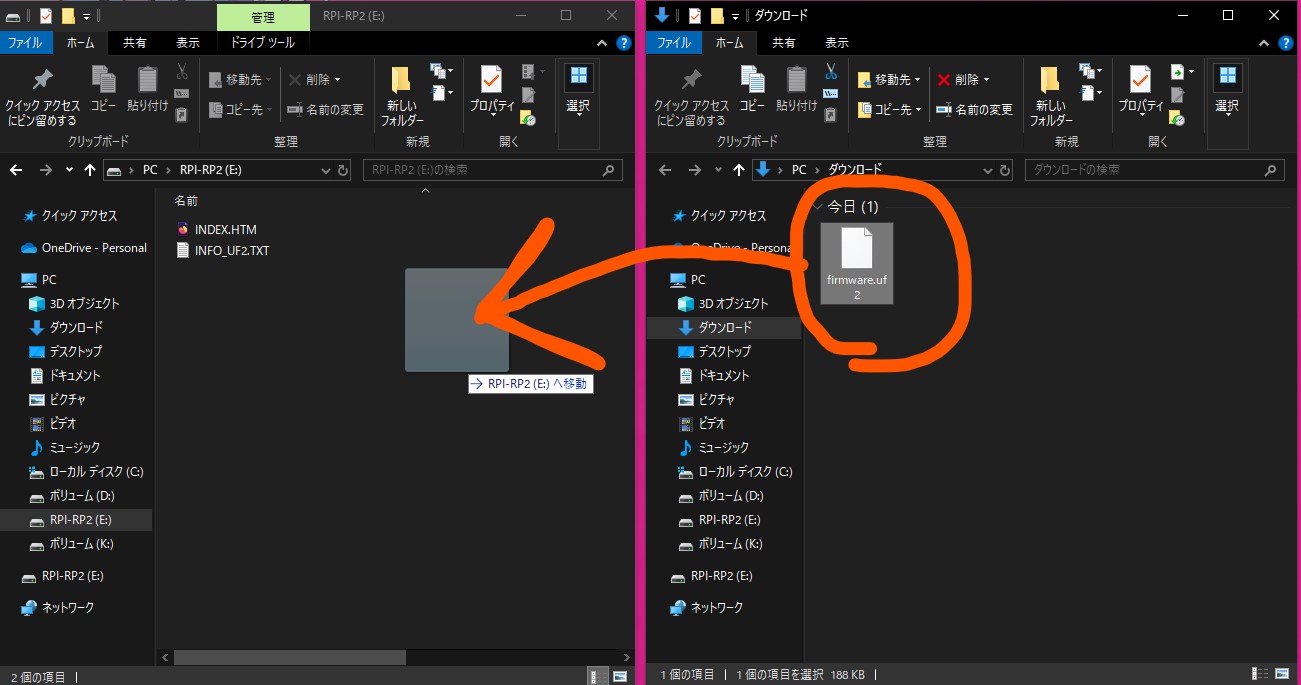 管理
RPI-RP2 (E:)
ファイル
ホーム
共有
表示
ドライブ ツール
クイック アクセス
にピン留めする
コピー
貼り付け
移動先
コピー先
削除
名前の変更
新しい
フォルダー
プロパティ
選択
クリップボード
整理
新規
開く
PC
RPI-RP2 (E:)
RPI-RP2 (E:)の検索
クイック アクセス
OneDrive - Personal
PC
3D オブジェクト
ダウンロード
デスクトップ
ドキュメント
ピクチャ
ビデオ
ミュージック
ローカル ディスク (C:)
ボリューム (D:)
RPI-RP2 (E:)
ボリューム (K:)
RPI-RP2 (E:)
ネットワーク
名前
INDEX.HTM
INFO_UF2.TXT
RPI-RP2 (E:) へ移動
2 個の項目
ダウンロード
ファイル
ホーム
共有
表示
クイック アクセス
にピン留めする
コピー
貼り付け
移動先
コピー先
削除
名前の変更
新しい
フォルダー
プロパティ
選択
クリップボード
整理
新規
開く
PC
ダウンロード
ダウンロードの検索
クイック アクセス
OneDrive - Persona
PC
3D オブジェクト
ダウンロード
デスクトップ
ドキュメント
ピクチャ
ビデオ
ミュージック
ローカル ディスク (C:)
ボリューム (D:)
RPI-RP2 (E:)
ボリューム (K:)
RPI-RP2 (E:)
ネットワーク
今日 (1)
firmware.uf
2
1 個の項目
1 個の項目を選択 188 KB